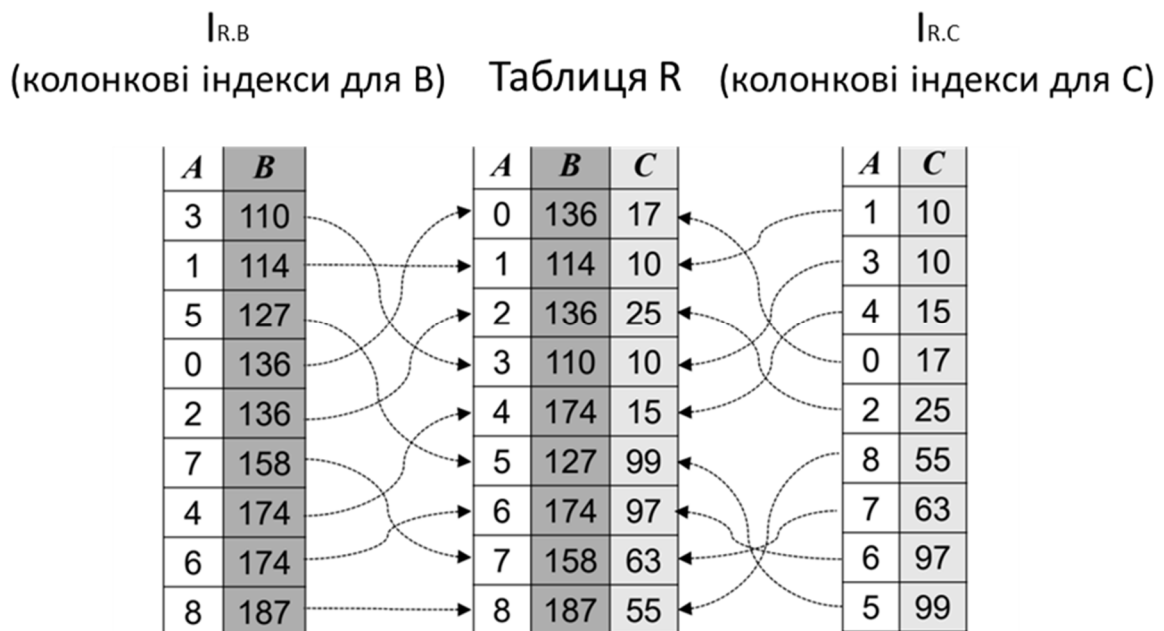 I R.B
(колонкові індекси для B)
Таблиця R
I R.C
(колонкові індекси для C)
A B
3 110
1 114
5 127
0 136
2 136
7 158
4 174
6 174
8 187
A B C
0 136 17
1 114 10
2 136 25
3 110 10
4 174 15
5 127 99
6 174 97
7 158 63
8 187 55
A C
1 10
3 10
4 15
0 17
2 25
8 55
7 63
6 97
5 99